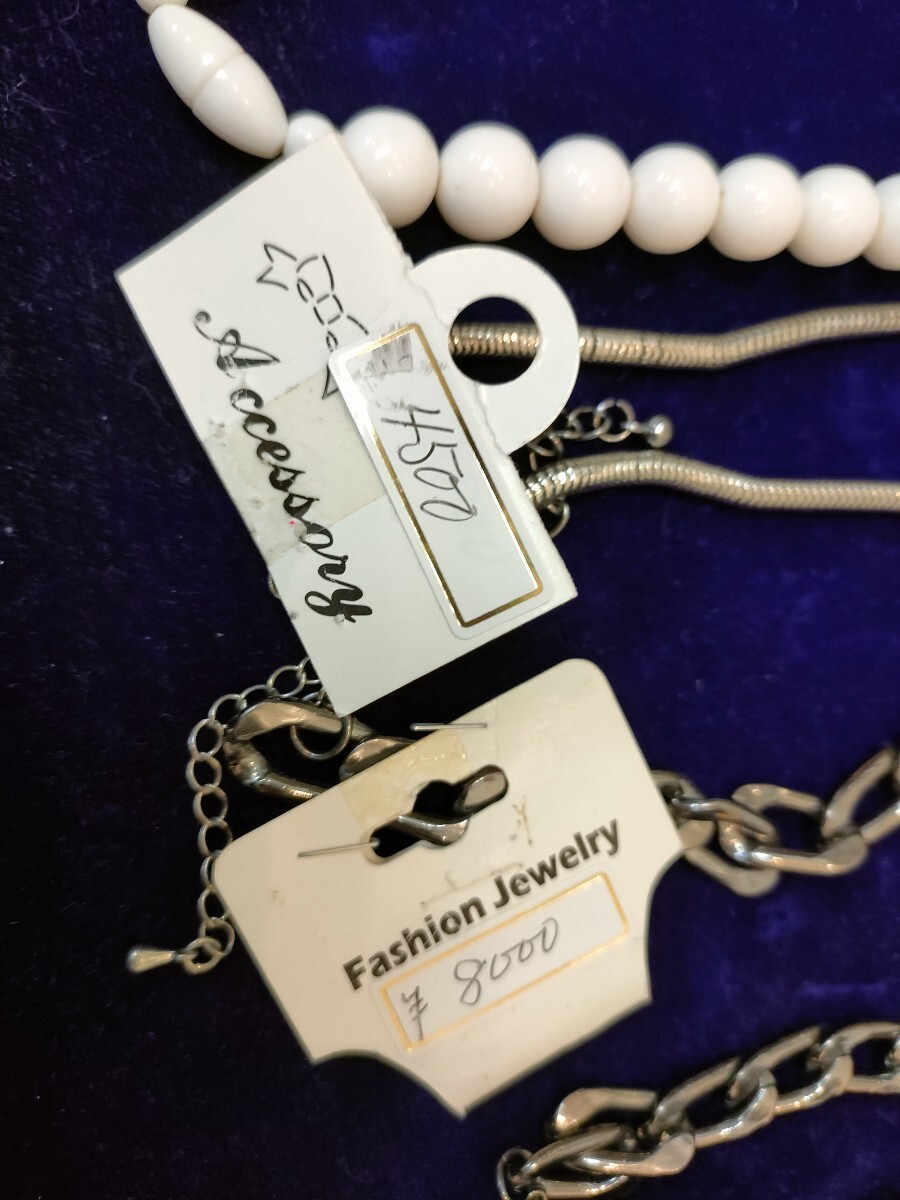 Accessory
4500
Fashion Jewelry
¥ 8000